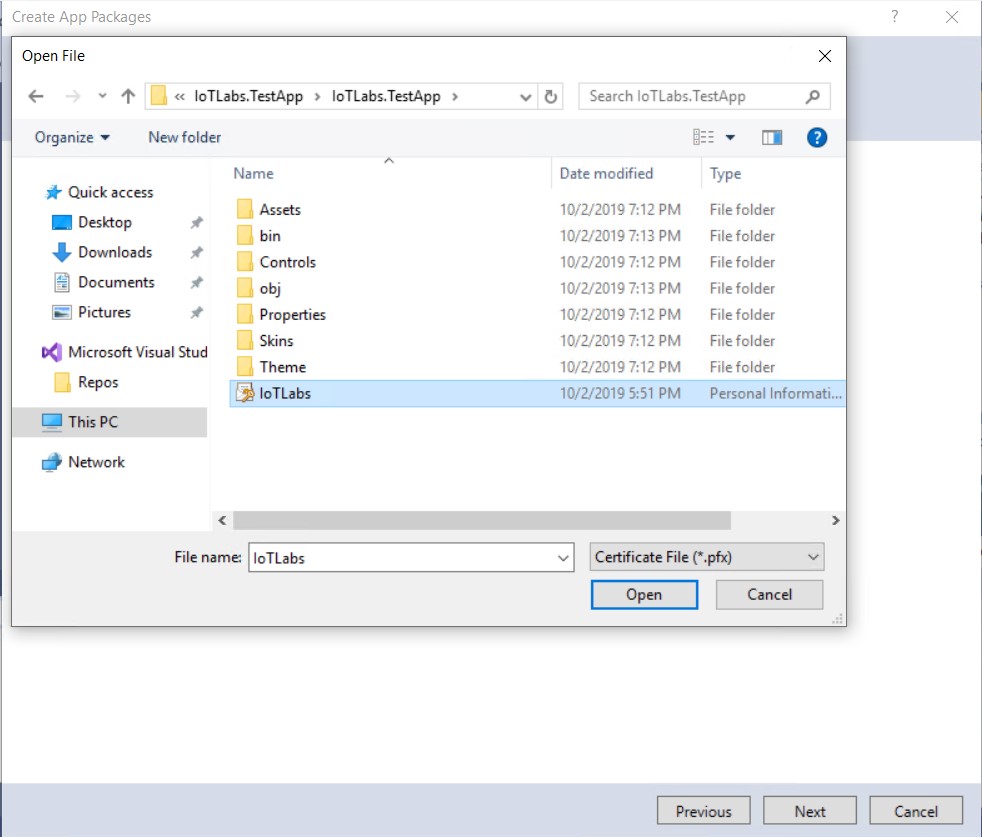 Create App Packages
Open File
« IoTLabs.TestApp › IoTLabs.TestApp ›
Search IoTLabs.TestApp
Organize New folder
Name Date modified Type
Quick access
Desktop
Downloads
Documents
Pictures
Microsoft Visual Stud
Repos
This PC
Network
Assets 10/2/2019 7:12 PM File folder
bin 10/2/2019 7:13 PM File folder
Controls 10/2/2019 7:12 PM File folder
obj 10/2/2019 7:13 PM File folder
Properties 10/2/2019 7:12 PM File folder
Skins 10/2/2019 7:12 PM File folder
Theme 10/2/2019 7:12 PM File folder
IoTLabs 10/2/2019 5:51 PM Personal Informati...
File name: IoTLabs Certificate File (*.pfx)
Open Cancel
Previous Next Cancel